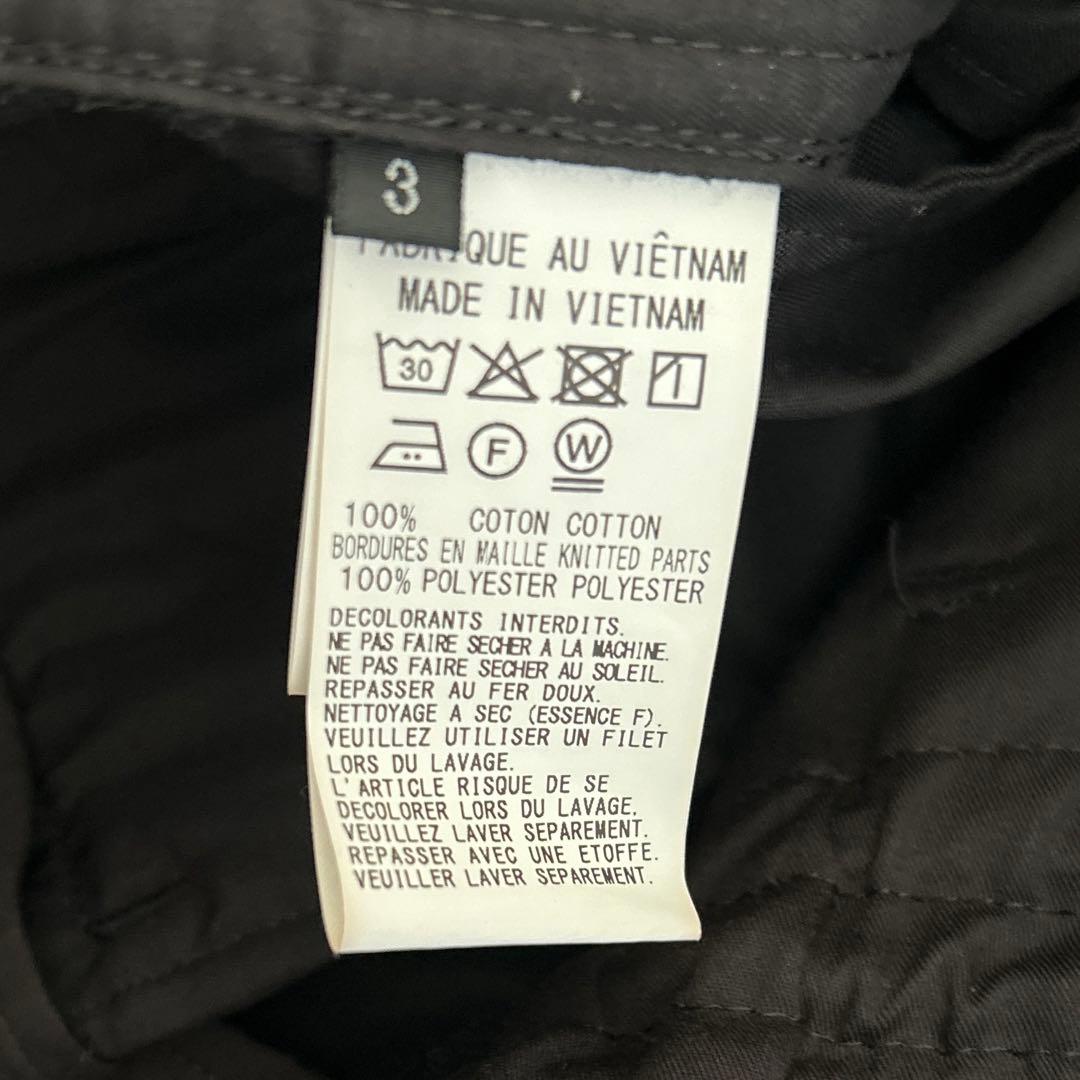 3
QUE AU VIÊTNAM
MADE IN VIETNAM
30
F
W
100% COTON COTTON
BORDURES EN MAILLE KNITTED PARTS
100% POLYESTER POLYESTER
DECOLORANTS INTERDITS.
NE PAS FAIRE SECHER A LA MACHINE.
NE PAS FAIRE SECHER AU SOLEIL.
REPASSER AU FER DOUX.
NETTOYAGE A SEC (ESSENCE F).
VEUILLEZ UTILISER UN FILET
LORS DU LAVAGE.
L'ARTICLE RISQUE DE SE
DECOLORER LORS DU LAVAGE.
VEUILLEZ LAVER SEPAREMENT.
REPASSER AVEC UNE ETOFFE.
VEUILLER LAVER SEPAREMENT.